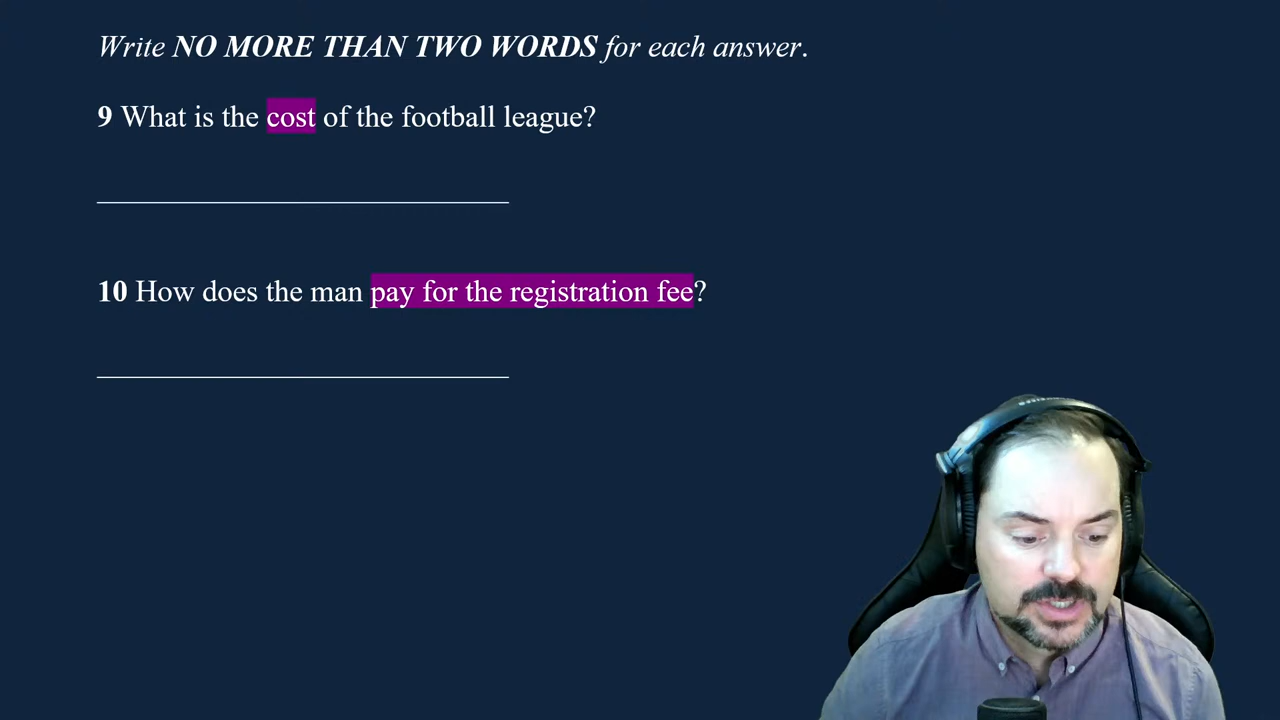 Write NO MORE THAN TWO WORDS for each answer.
9 What is the cost of the football league?
10 How does the man pay for the registration fee?